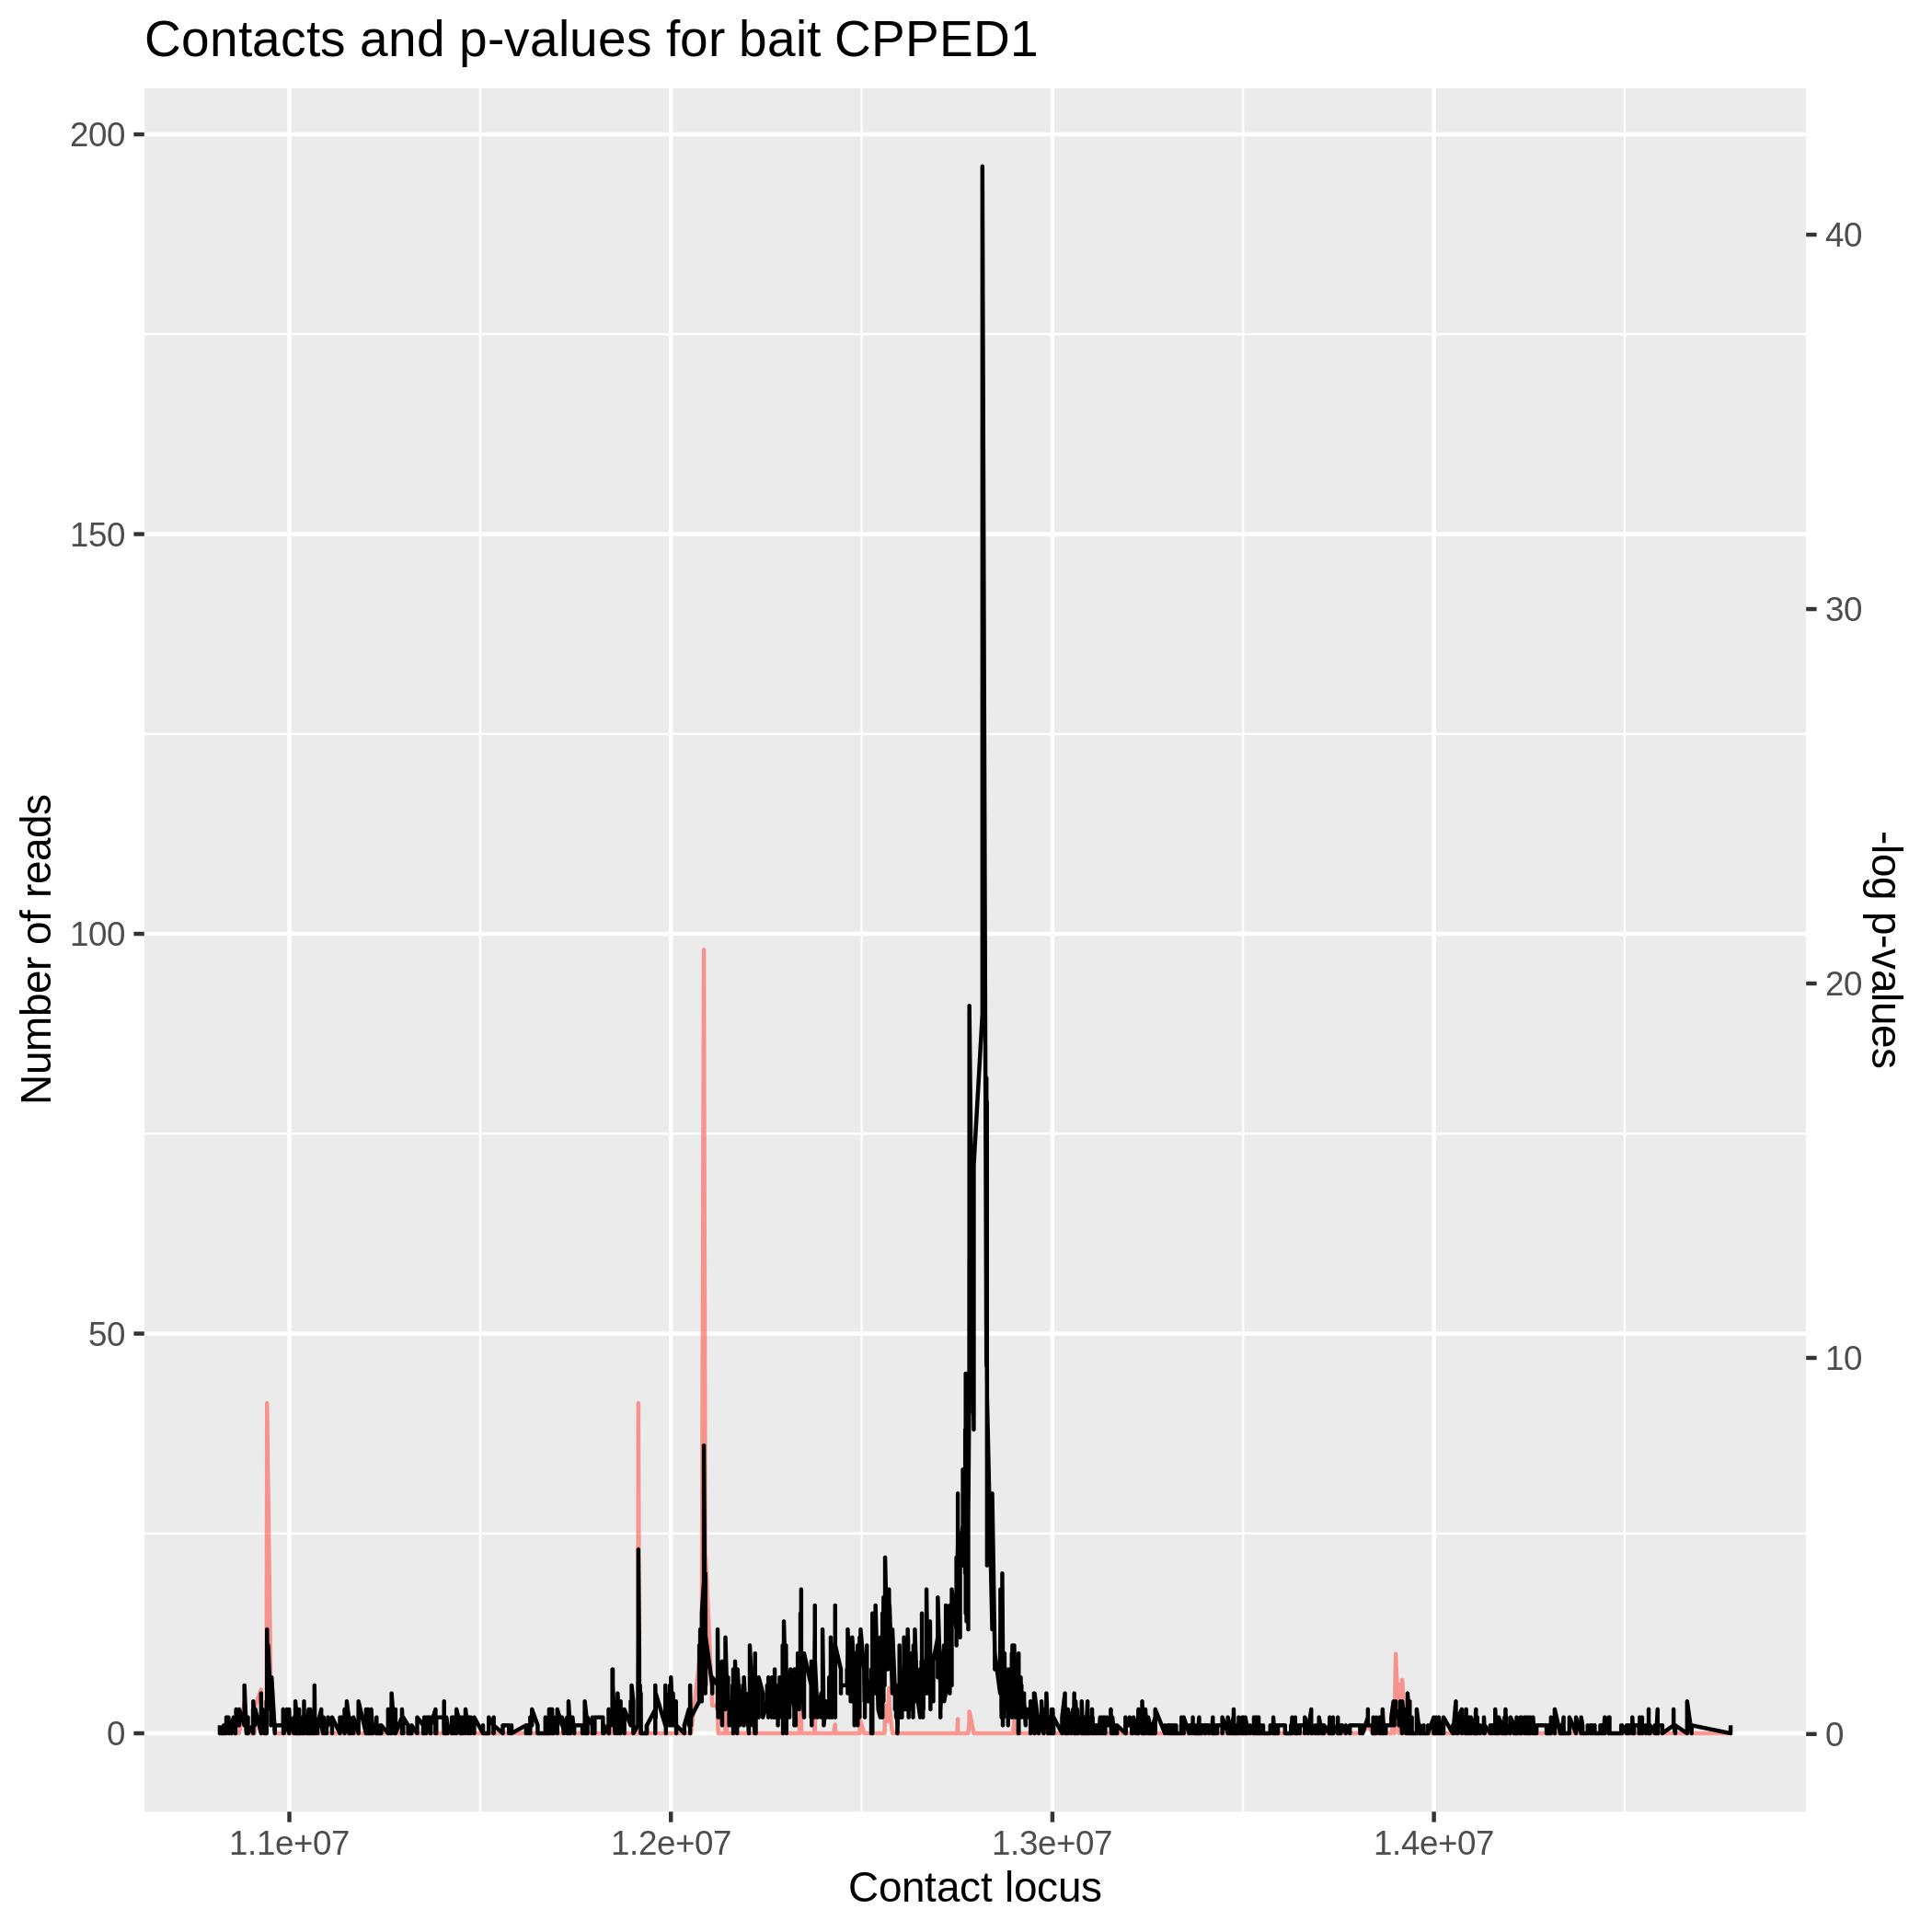 Contacts and p-values for bait CPPED1
200
150
100
50
0
Number of reads
40
30
20
10
0
-log p-values
1.1e+07
1.2e+07
1.3e+07
1.4e+07
Contact locus